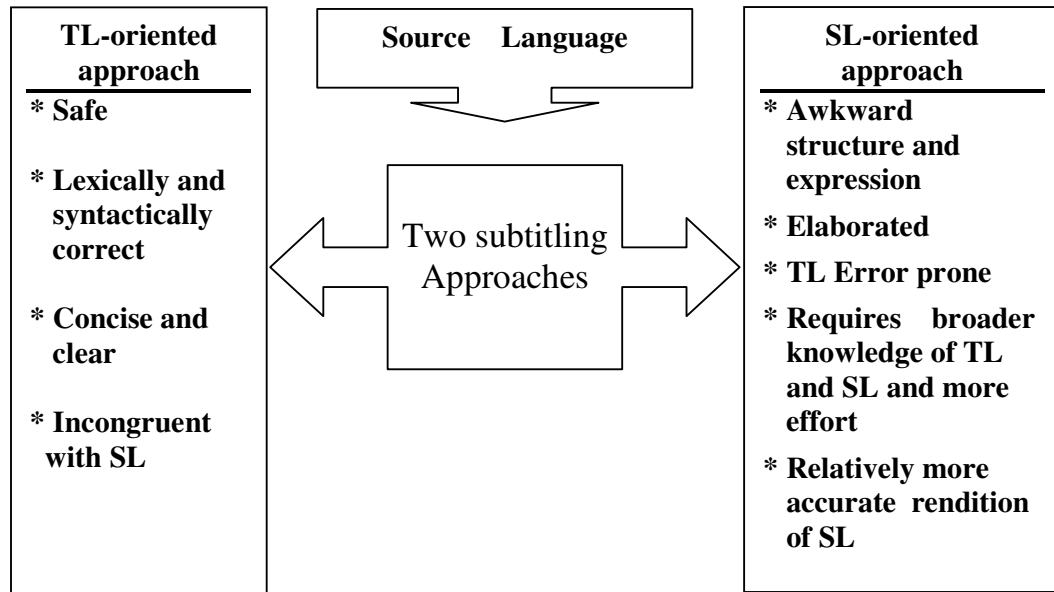 TL-oriented
approach
* Safe
* Lexically and
syntactically
correct
* Concise and
clear
* Incongruent
with SL
Source Language
Two subtitling
Approaches
SL-oriented
approach
* Awkward
structure and
expression
* Elaborated
* TL Error prone
* Requires broader
knowledge of TL
and SL and more
effort
* Relatively more
accurate rendition
of SL